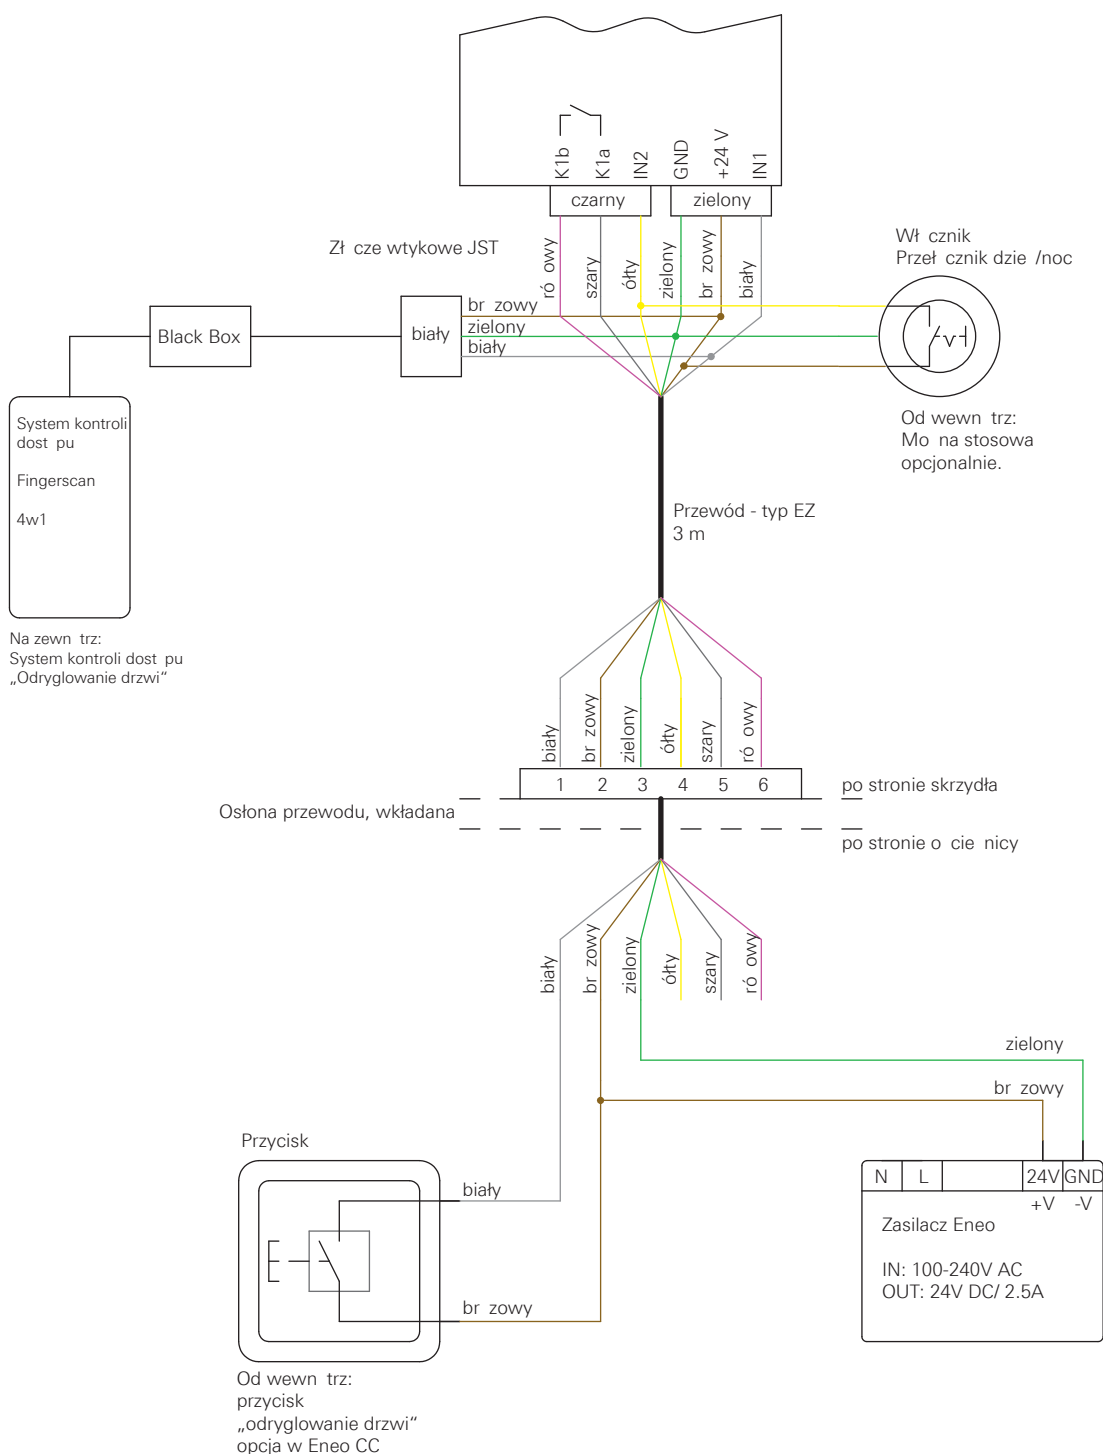 K1b
K1a
IN2
GND
+24 V
IN1
czarny
zielony
Zł cze wtykowe JST
ró owy
szary
ółty
zielony
br zowy
biały
Wł cznik
Przeł cznik dzie /noc
Black Box
biały
br zowy
zielony
biały
System kontroli
dost pu
Fingerscan
4w1
Od wewn trz:
Mo na stosowa
opcjonalnie.
Przewód - typ EZ
3 m
Na zewn trz:
System kontroli dost pu
„Odryglowanie drzwi“
biały
br zowy
zielony
ółty
szary
ró owy
1 2 3 4 5 6
po stronie skrzydła
Osłona przewodu, wkładana
po stronie o cie nicy
biały
br zowy
zielony
ółty
szary
ró owy
zielony
br zowy
Przycisk
biały
br zowy
N L 24V GND
+V -V
Zasilacz Eneo
IN: 100-240V AC
OUT: 24V DC/ 2.5A
Od wewn trz:
przycisk
„odryglowanie drzwi“
opcja w Eneo CC